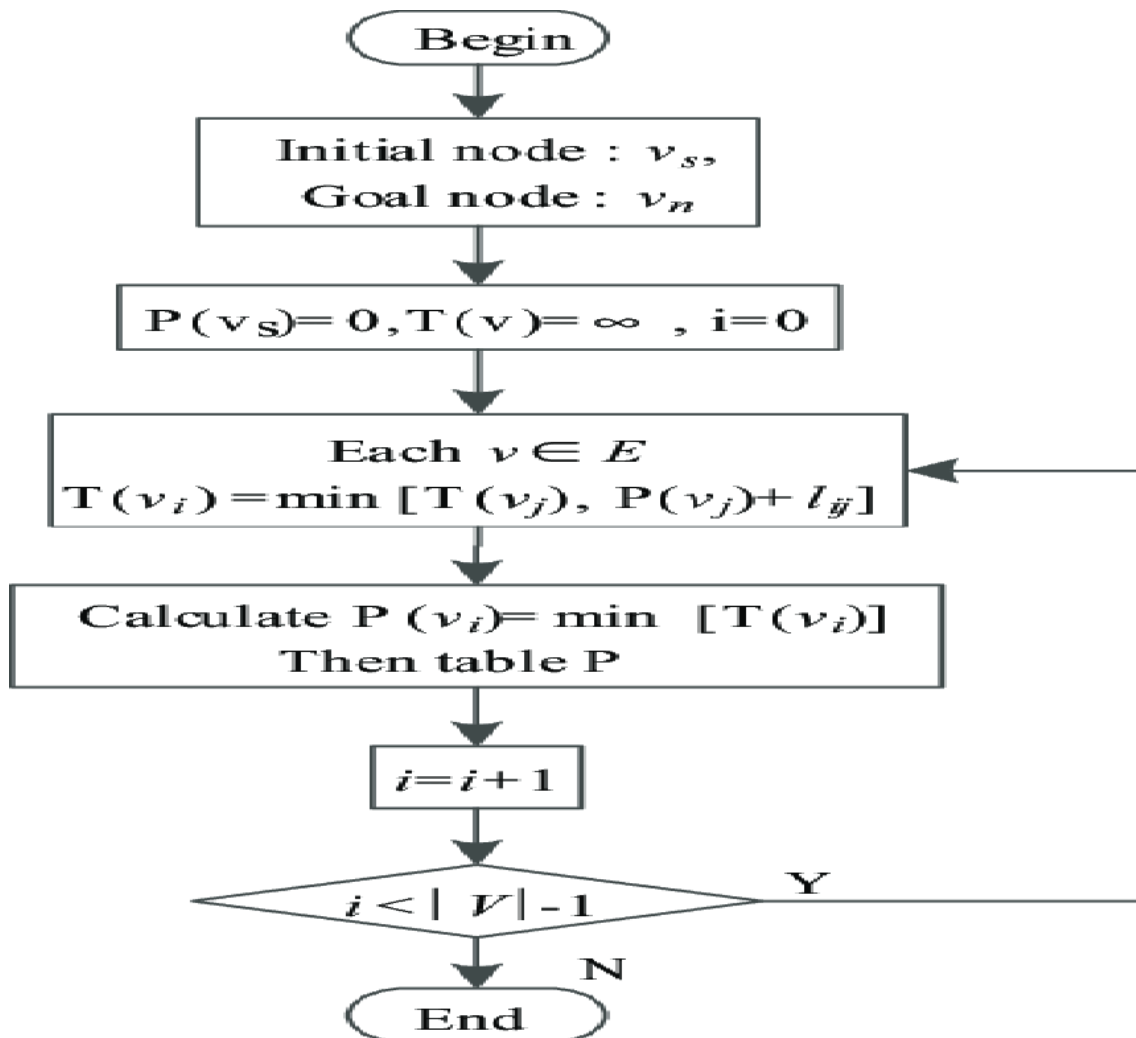 Begin
Initial node : vₛ,
Goal node : vₙ
P(vₛ)=0,T(v)=∞ , i=0
Each v∈E
T(vᵢ)=min [T(vⱼ), P(vⱼ)+ lᵢⱼ]
Calculate P(vᵢ)=min [T(vᵢ)]
Then table P
i=i+1
i<| V|-1
Y
N
End